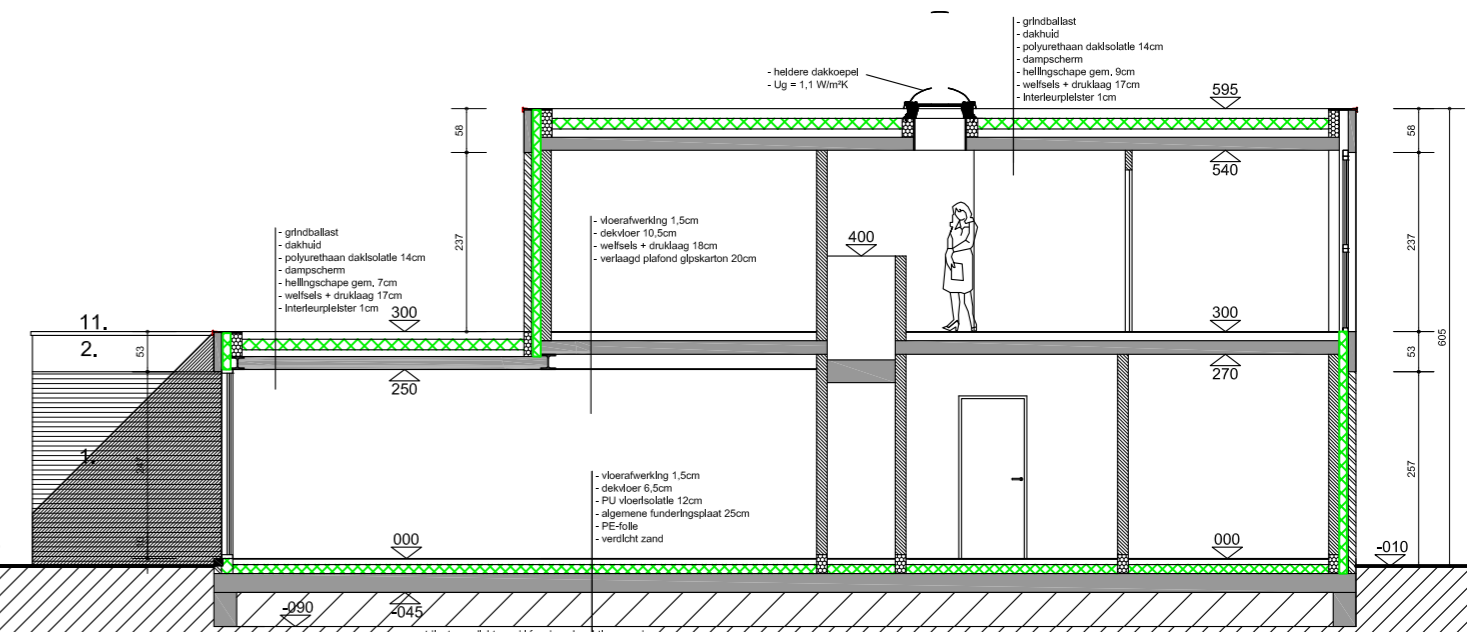 - grindballast
- dakhuid
- polyurethaan dakisolatie 14cm
- dampscherm
- hellingschape gem. 9cm
- welfsels + druklaag 17cm
- interieurpleister 1cm
- heldere dakkoepel
- Ug = 1,1 W/m²K
595
58
58
540
- grindballast
- dakhuid
- polyurethaan dakisolatie 14cm
- dampscherm
- hellingschape gem. 7cm
- welfsels + druklaag 17cm
- interieurpleister 1cm
- vloerafwerking 1,5cm
- dekvloer 10,5cm
- welfsels + druklaag 18cm
- verlaagd plafond gipskarton 20cm
400
237
237
11.
300
300
2.
53
53
605
250
270
1.
247
257
- vloerafwerking 1,5cm
- dekvloer 6,5cm
- PU vloerisolatie 12cm
- algemene funderingsplaat 25cm
- PE-folie
- verdicht zand
10
000
000
-010
-090
-045